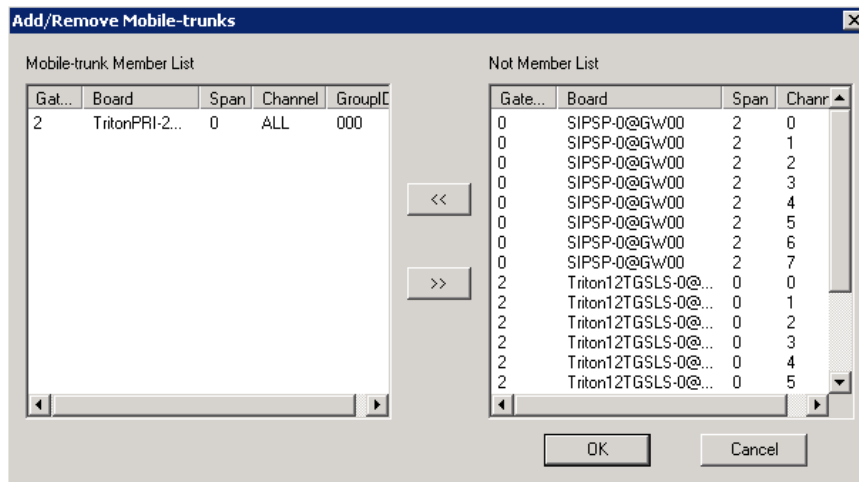 Add/Remove Mobile-trunks
Mobile-trunk Member List
Gat... Board Span Channel GroupID
2 TritonPRI-2... 0 ALL 000
<<
>>
Not Member List
Gate... Board Span Chann
0 SIPSP-0@GW00 2 0
0 SIPSP-0@GW00 2 1
0 SIPSP-0@GW00 2 2
0 SIPSP-0@GW00 2 3
0 SIPSP-0@GW00 2 4
0 SIPSP-0@GW00 2 5
0 SIPSP-0@GW00 2 6
0 SIPSP-0@GW00 2 7
2 Triton12TGSLS-0@... 0 0
2 Triton12TGSLS-0@... 0 1
2 Triton12TGSLS-0@... 0 2
2 Triton12TGSLS-0@... 0 3
2 Triton12TGSLS-0@... 0 4
2 Triton12TGSLS-0@... 0 5
OK Cancel